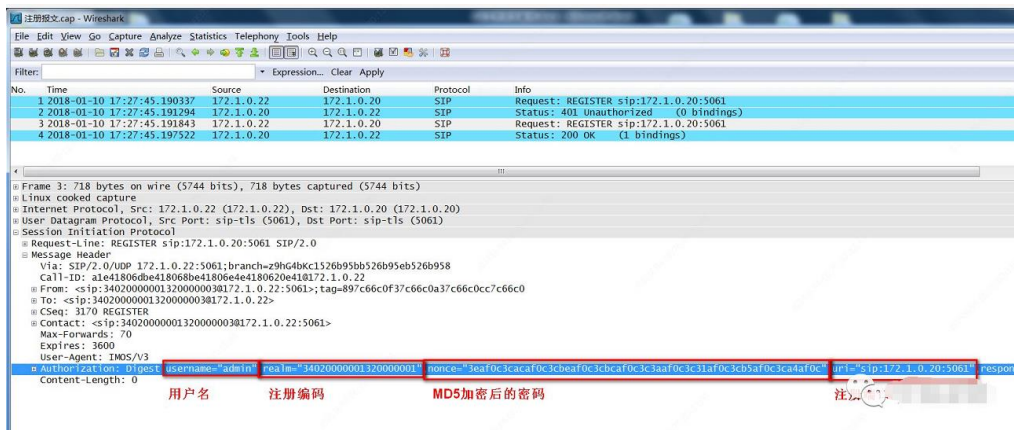 注册报文.cap - Wireshark
File Edit View Go Capture Analyze Statistics Telephony Tools Help
Filter: Expression... Clear Apply
No. Time Source Destination Protocol Info
1 2018-01-10 17:27:45.190337 172.1.0.22 172.1.0.20 SIP Request: REGISTER sip:172.1.0.20:5061
2 2018-01-10 17:27:45.191294 172.1.0.20 172.1.0.22 SIP Status: 401 Unauthorized (0 bindings)
3 2018-01-10 17:27:45.191843 172.1.0.22 172.1.0.20 SIP Request: REGISTER sip:172.1.0.20:5061
4 2018-01-10 17:27:45.197522 172.1.0.20 172.1.0.22 SIP Status: 200 OK (1 bindings)
Frame 3: 718 bytes on wire (5744 bits), 718 bytes captured (5744 bits)
Linux cooked capture
Internet Protocol, Src: 172.1.0.22 (172.1.0.22), Dst: 172.1.0.20 (172.1.0.20)
User Datagram Protocol, Src Port: sip-tls (5061), Dst Port: sip-tls (5061)
Session Initiation Protocol
Request-Line: REGISTER sip:172.1.0.20:5061 SIP/2.0
Message Header
Via: SIP/2.0/UDP 172.1.0.22:5061;branch=z9hG4bKc1526b95bb526b95eb526b958
Call-ID: a1e41806dbe418068be41806e4e4180620e41@172.1.0.22
From: <sip:34020000001320000003@172.1.0.22:5061>;tag=897c66c0f37c66c0a37c66c0cc7c66c0
To: <sip:34020000001320000003@172.1.0.22>
CSeq: 3170 REGISTER
Contact: <sip:34020000001320000003@172.1.0.22:5061>
Max-Forwards: 70
Expires: 3600
User-Agent: IMOS/V3
Authorization: Digest username="admin" realm="34020000001320000001" nonce="3eaf0c3cacaf0c3cbeaf0c3cbcaf0c3c3aaf0c3c31af0c3cb5af0c3ca4af0c" uri="sip:172.1.0.20:5061" respon
Content-Length: 0
用户名 注册编码 MD5加密后的密码 注